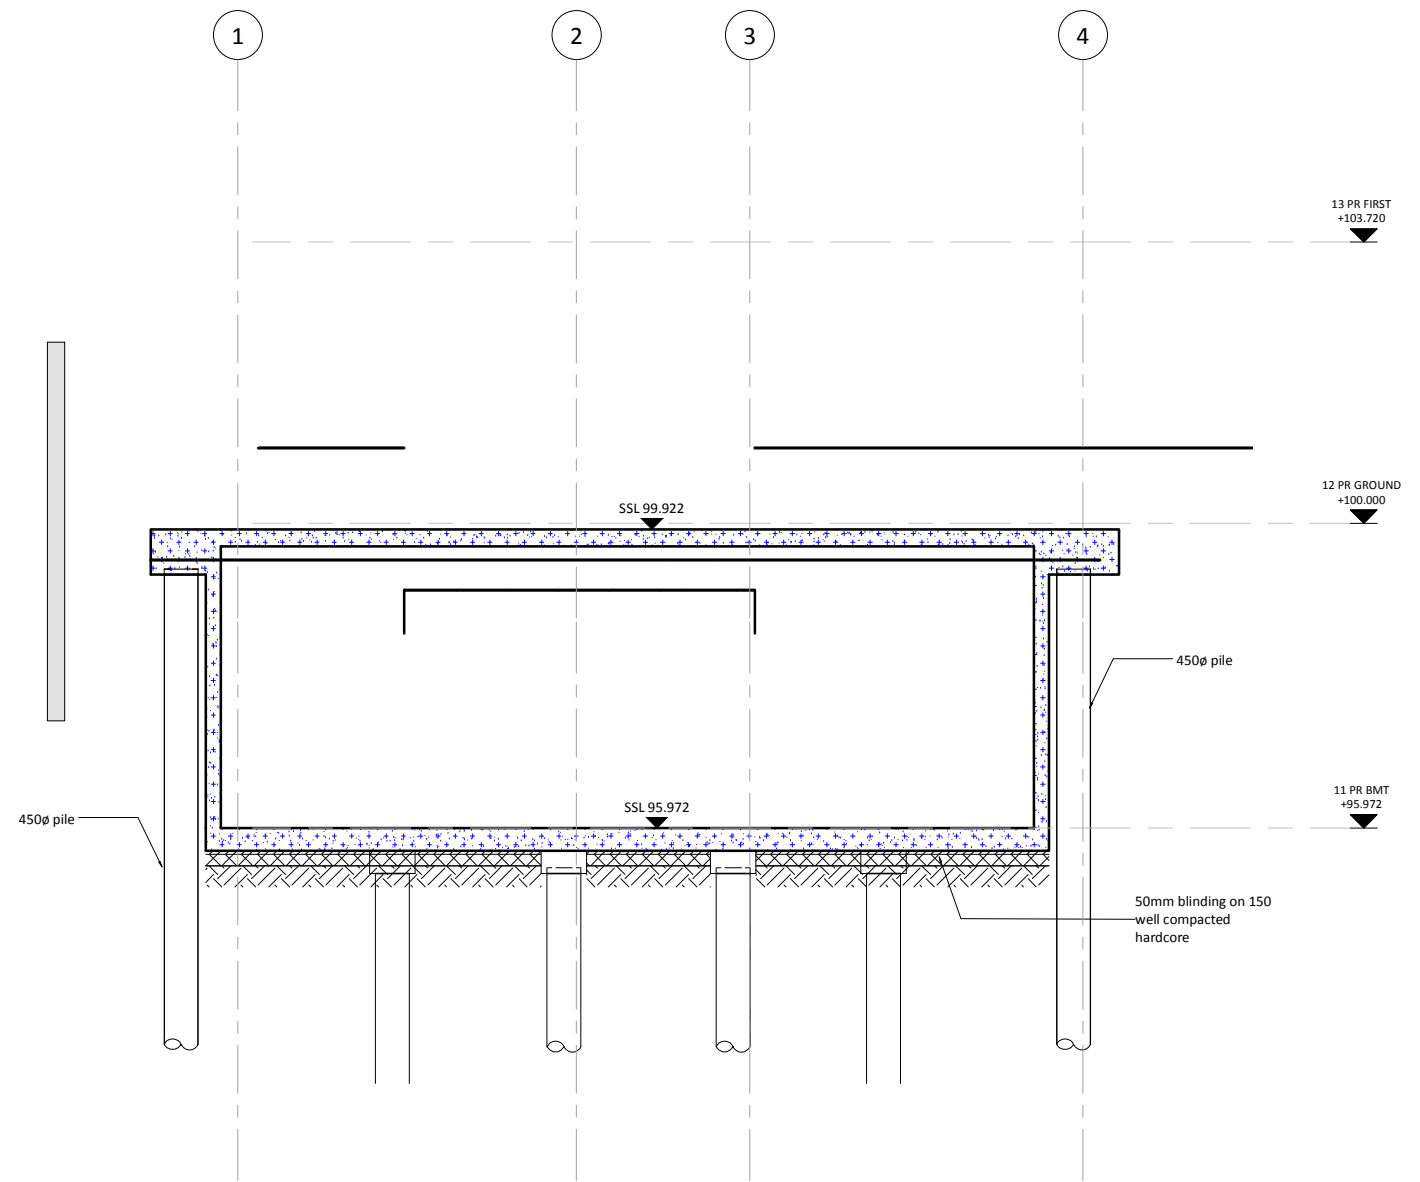 1
2
3
4
13 PR FIRST
+103.720
12 PR GROUND
+100.000
SSL 99.922
450ø pile
11 PR BMT
+95.972
SSL 95.972
450ø pile
50mm blinding on 150
well compacted
hardcore